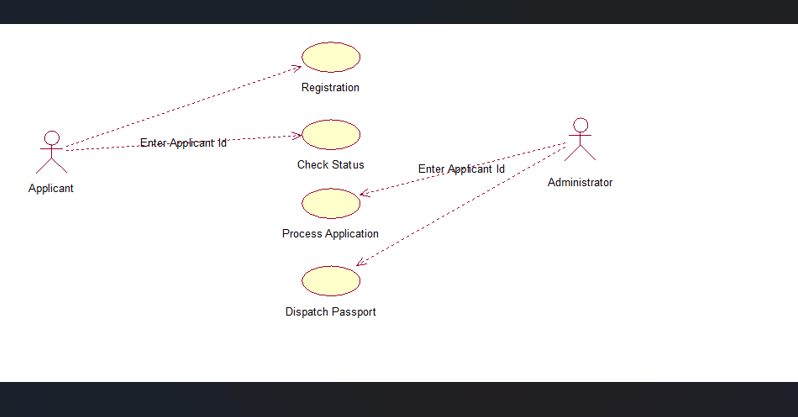 Registration
Enter Applicant Id
Check Status
Enter Applicant Id
Applicant
Administrator
Process Application
Dispatch Passport